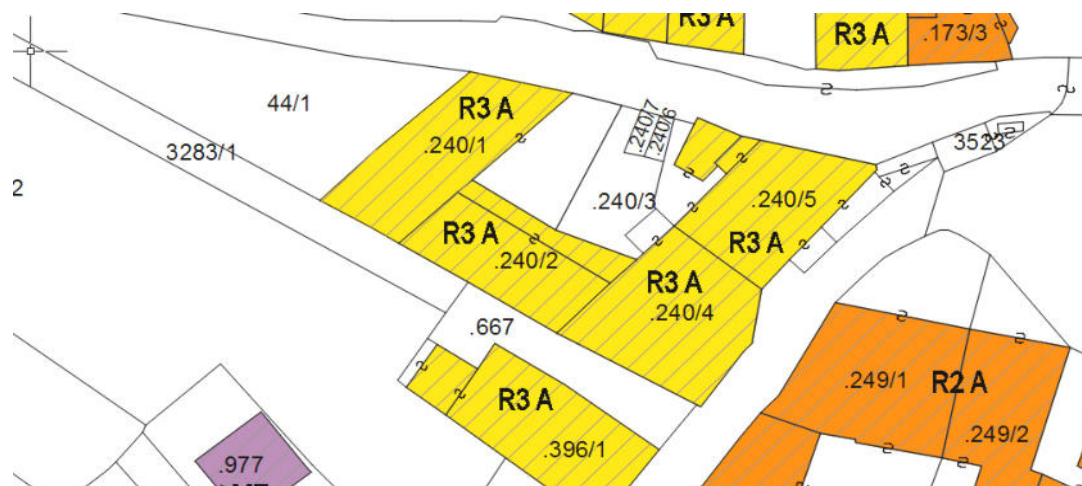 R3 A
R3 A
.173/3
44/1
R3 A
.240/1
.240/7
.240/6
3523
3283/1
2
.240/3
.240/5
R3 A
R3 A
.240/2
R3 A
.240/4
.667
.249/1
R2 A
R3 A
.249/2
.396/1
.977